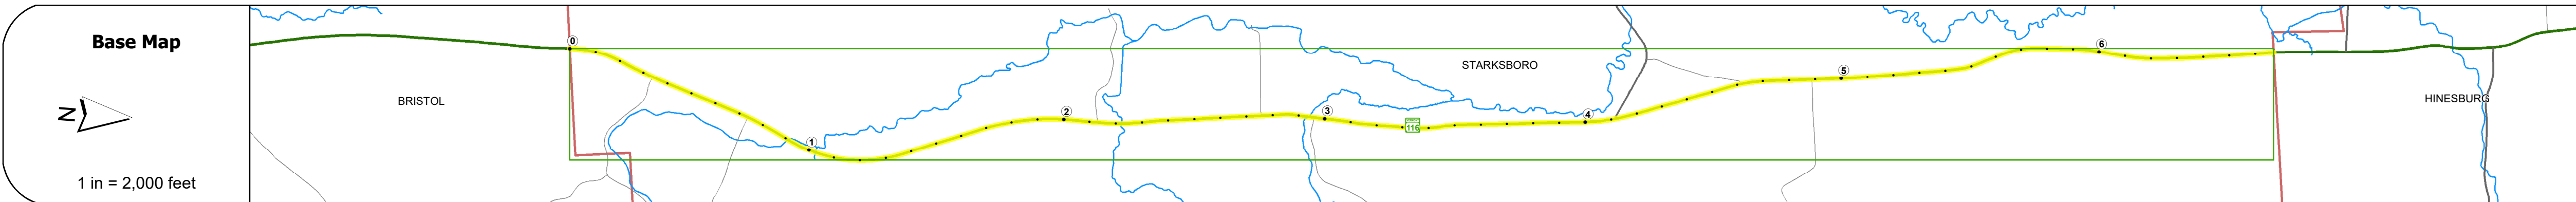 Base Map
N
1 in = 2,000 feet
BRISTOL
0
1
2
3
116
4
STARKSBORO
5
6
HINESBURG